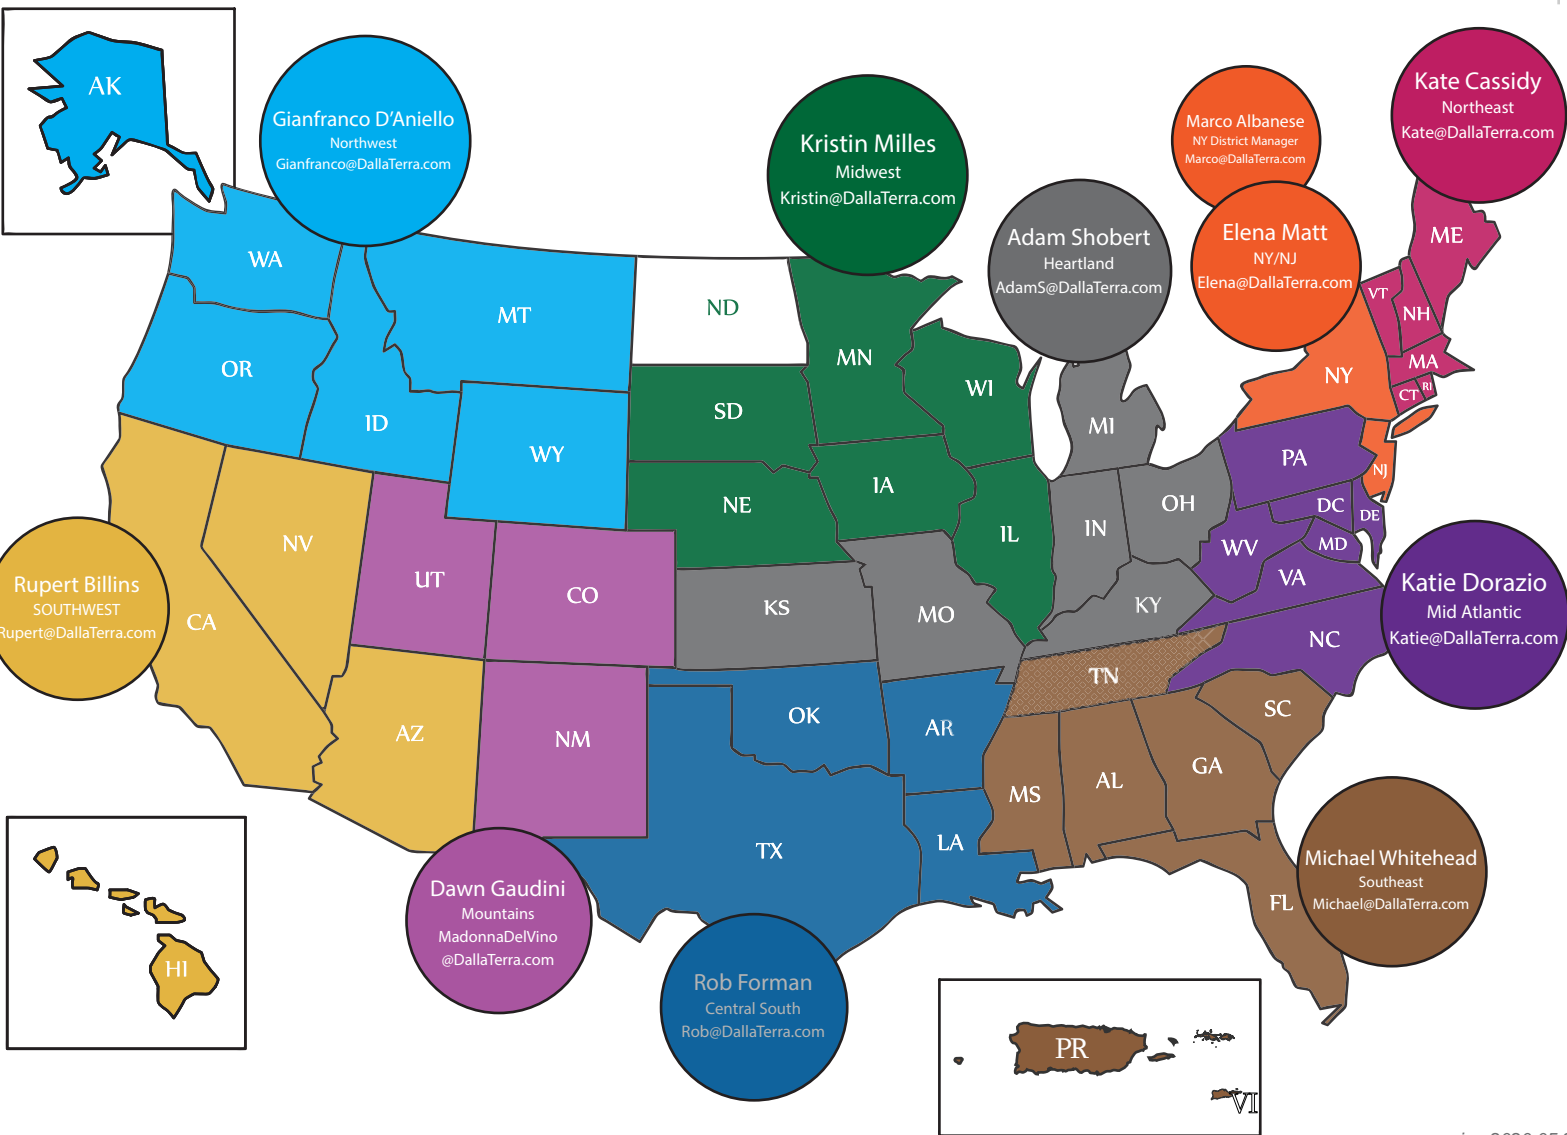 AK
Gianfranco D'Aniello
Northwest
Gianfranco@DallaTerra.com
Kristin Milles
Midwest
Kristin@DallaTerra.com
Adam Shobert
Heartland
AdamS@DallaTerra.com
Marco Albanese
NY District Manager
Marco@DallaTerra.com
Elena Matt
NY/NJ
Elena@DallaTerra.com
Kate Cassidy
Northeast
Kate@DallaTerra.com
WA
OR
ID
MT
WY
ND
SD
NE
MN
IA
WI
IL
MI
IN
OH
KY
KS
MO
NY
NJ
ME
VT
NH
MA
CT
RI
PA
DC
DE
MD
WV
VA
NC
Katie Dorazio
Mid Atlantic
Katie@DallaTerra.com
Rupert Billins
SOUTHWEST
Rupert@DallaTerra.com
CA
NV
AZ
UT
CO
NM
OK
AR
TX
LA
TN
MS
AL
GA
SC
FL
HI
Dawn Gaudini
Mountains
MadonnaDelVino
@DallaTerra.com
Rob Forman
Central South
Rob@DallaTerra.com
Michael Whitehead
Southeast
Michael@DallaTerra.com
PR
VI